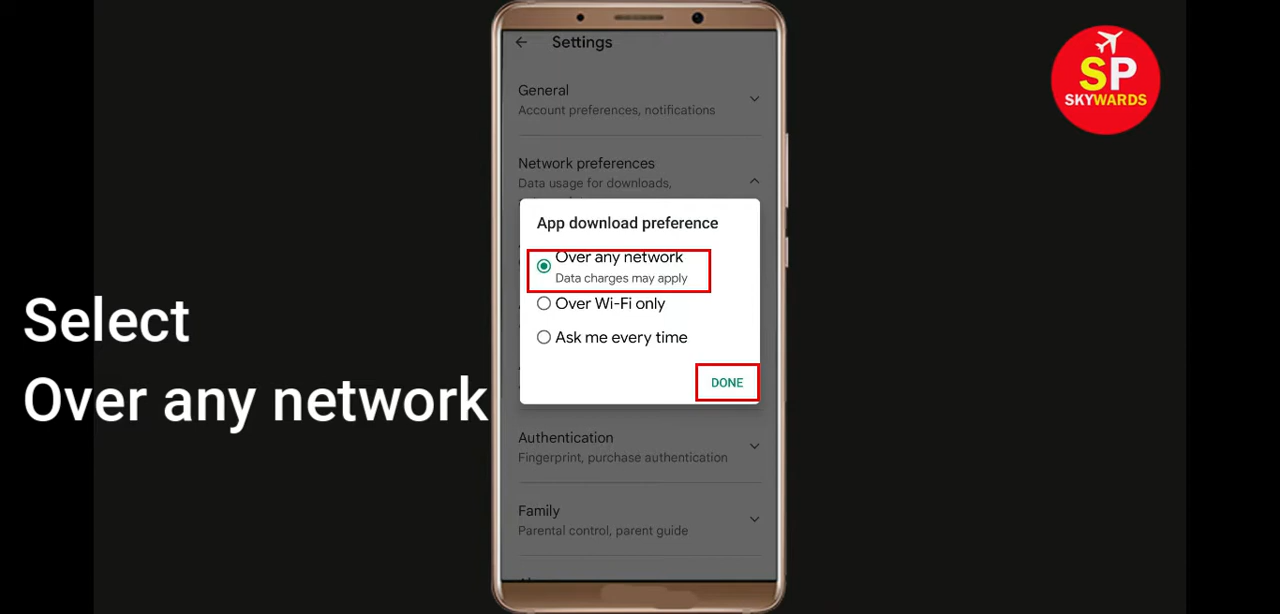 Settings
General
Account preferences, notifications
Network preferences
Data usage for downloads,
App download preference
Over any network
Data charges may apply
Over Wi-Fi only
Ask me every time
DONE
Authentication
Fingerprint, purchase authentication
Family
Parental control, parent guide
Select
Over any network
SP
SKYWARDS